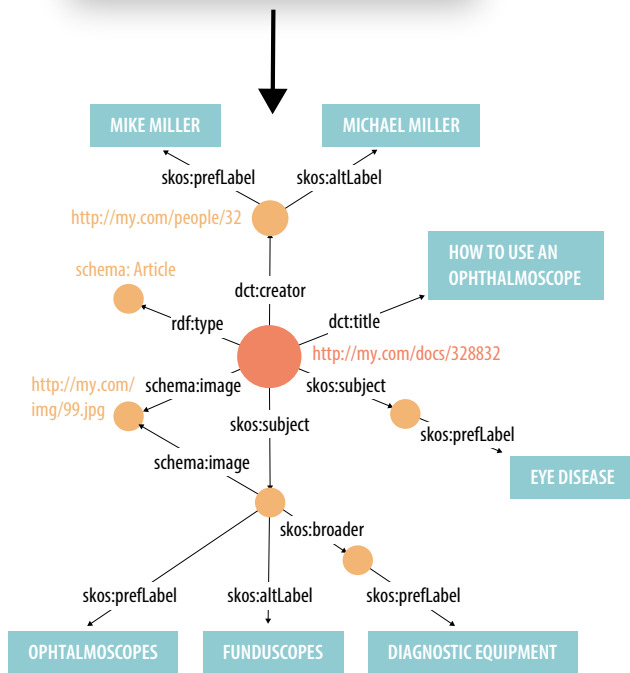 MIKE MILLER
MICHAEL MILLER
skos:prefLabel
skos:altLabel
http://my.com/people/32
HOW TO USE AN
OPHTHALMOSCOPE
schema: Article
dct:creator
rdf:type
dct:title
http://my.com/docs/328832
http://my.com/
img/99.jpg
schema:image
skos:subject
skos:subject
skos:prefLabel
schema:image
EYE DISEASE
skos:broader
skos:prefLabel
skos:altLabel
skos:prefLabel
OPHTALMOSCOPES
FUNDUSCOPES
DIAGNOSTIC EQUIPMENT